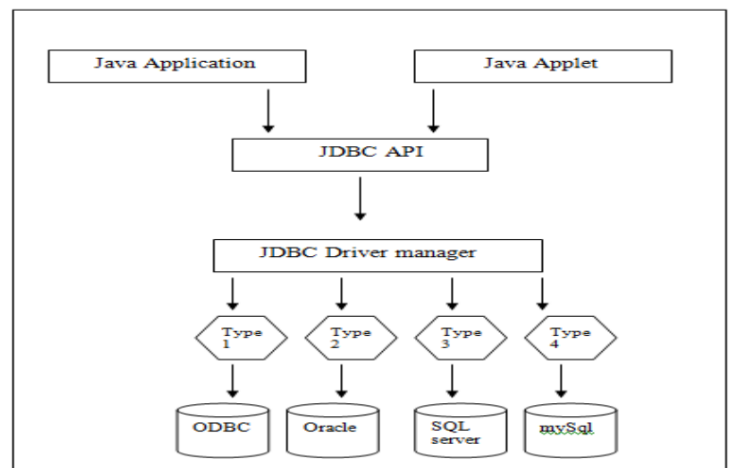 Java Application
Java Applet
JDBC API
JDBC Driver manager
Type
1
Type
2
Type
3
Type
4
ODBC
Oracle
SQL
server
mySql